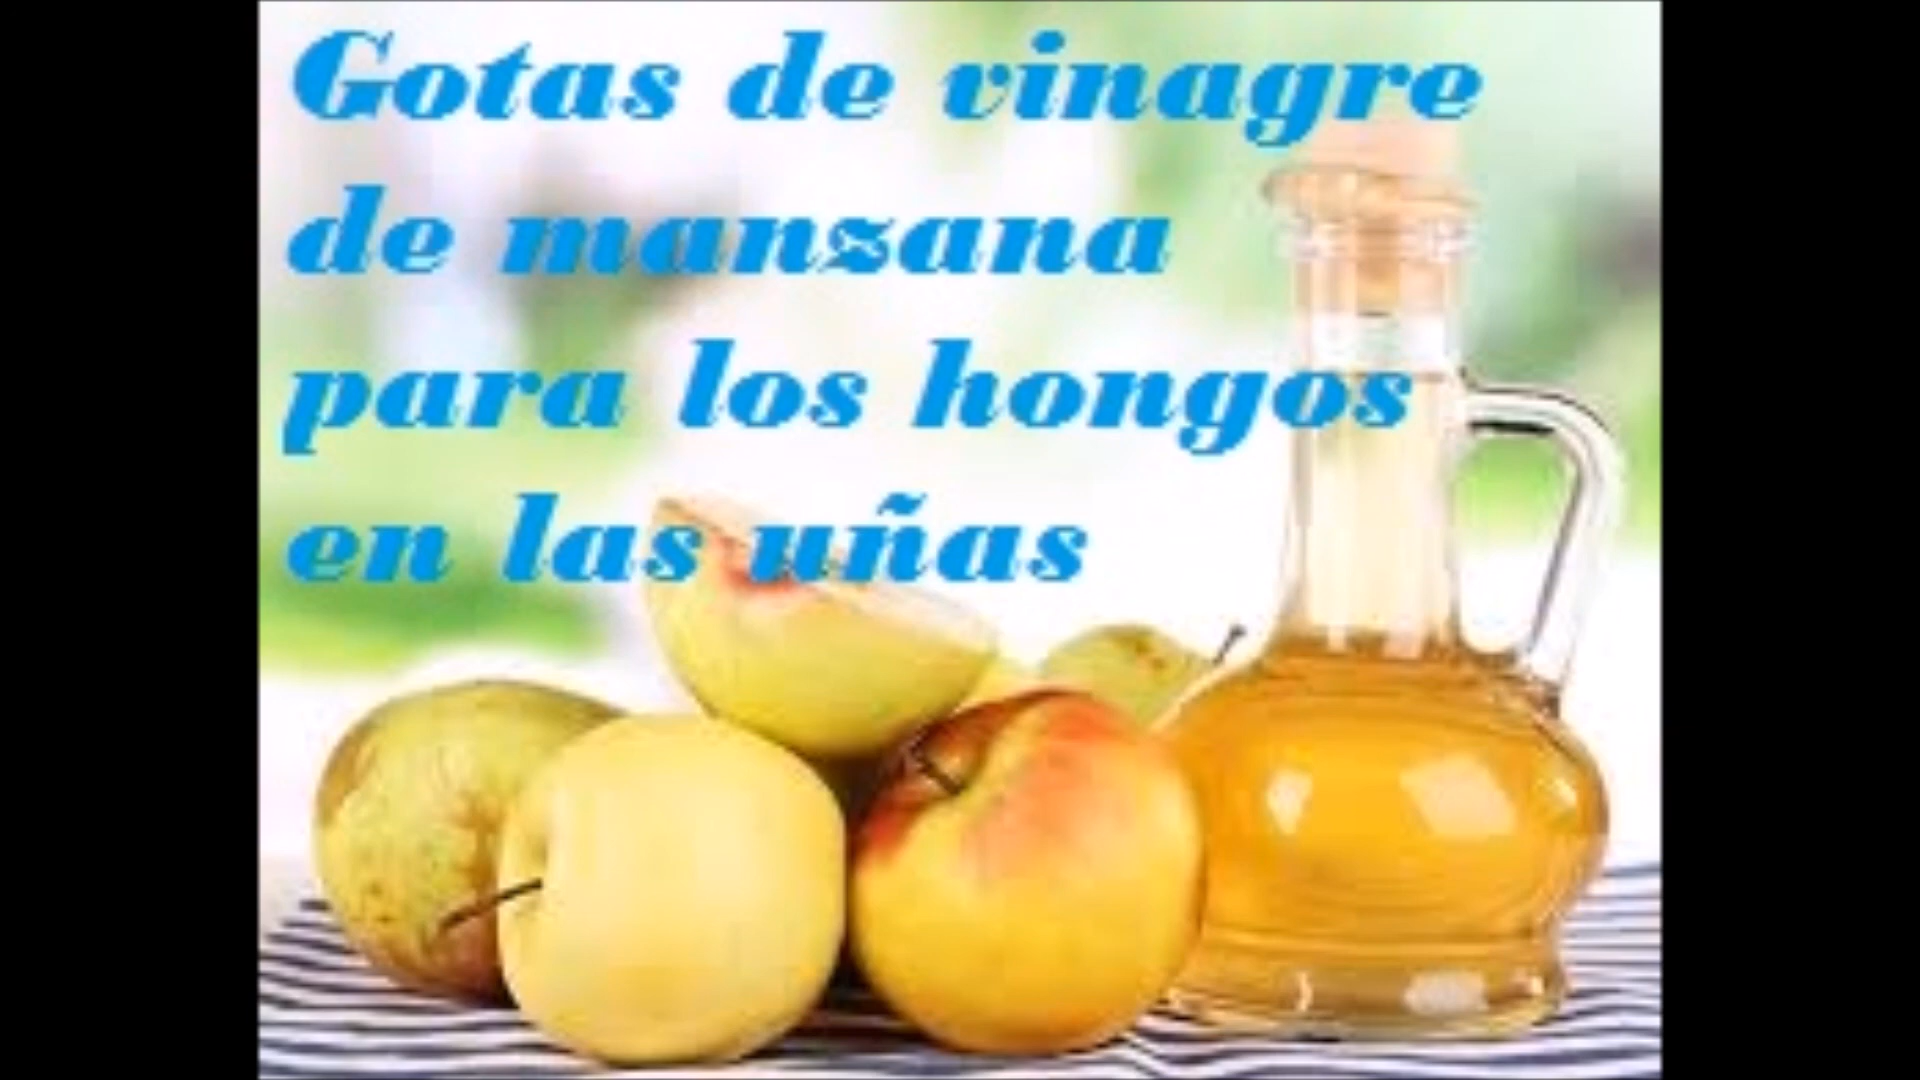 Gotas de vinagre
de manzana
para los hongos
en las uñas